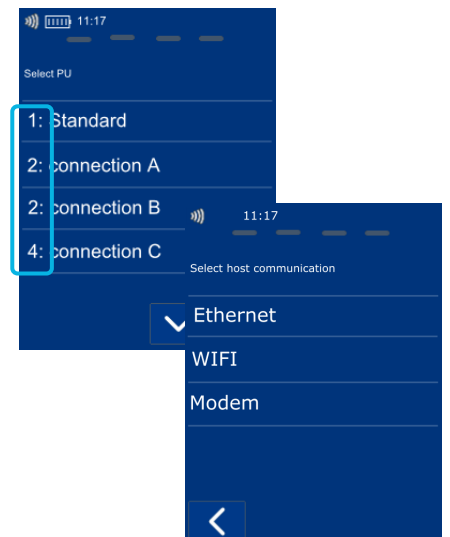 11:17
Select PU
1: Standard
2: connection A
2: connection B
4: connection C
11:17
Select host communication
Ethernet
WIFI
Modem